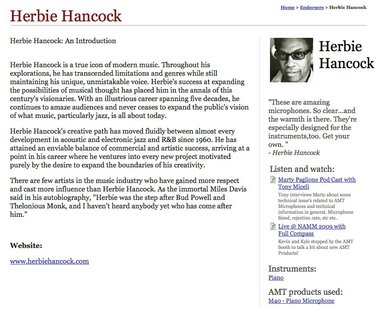 Herbie Hancock
Home > Endorsers > Herbie Hancock
Herbie Hancock: An Introduction
Herbie Hancock is a true icon of modern music. Throughout his
explorations, he has transcended limitations and genres while still
maintaining his unique, unmistakable voice. Herbie's success at expanding
the possibilities of musical thought has placed him in the annals of
this century's visionaries. With an illustrious career spanning five decades, he
continues to amaze audiences and never ceases to expand the public's vision
of what music, particularly jazz, is all about today.
Herbie Hancock's creative path has moved fluidly between almost every
development in acoustic and electronic jazz and R&B since 1960. He has
attained an enviable balance of commercial and artistic success, arriving at a
point in his career where he ventures into every new project motivated
purely by the desire to expand the boundaries of his creativity.
There are few artists in the music industry who have gained more respect
and cast more influence than Herbie Hancock. As the immortal Miles Davis
said in his autobiography, "Herbie was the step after Bud Powell and
Thelonious Monk, and I haven't heard anybody yet who has come after
him."
Website:
www.herbiehancock.com
Herbie
Hancock
"These are amazing
microphones. So clear...and
the warmth is there. They're
especially designed for the
instruments,too. Get your
own. "
- Herbie Hancock
Listen and watch:
Marty Paglione Pod Cast with
Tony Miceli
Tony interviews Marty about some
technical issue's related to AMT
Microphones and technical
information in general. Microphone
bleed, rejection rate, etc etc..
Live @ NAMM 2009 with
Full Compass
Kevin and Kyle stopped by the AMT
booth to talk a bit about new AMT
Products!
Instruments:
Piano
AMT products used:
M40 - Piano Microphone